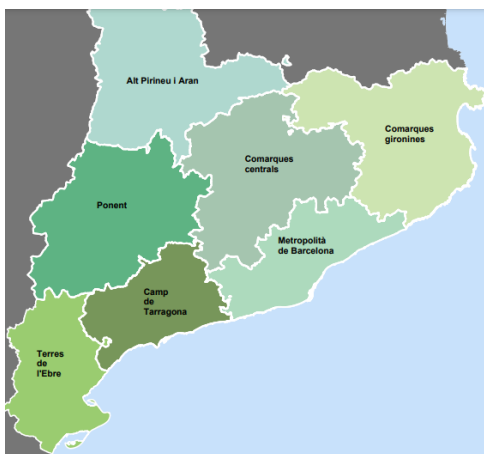 Alt Pirineu i Aran
Comarques
gironines
Comarques
centrals
Ponent
Metropolità
de Barcelona
Camp
de
Tarragona
Terres
de
l'Ebre